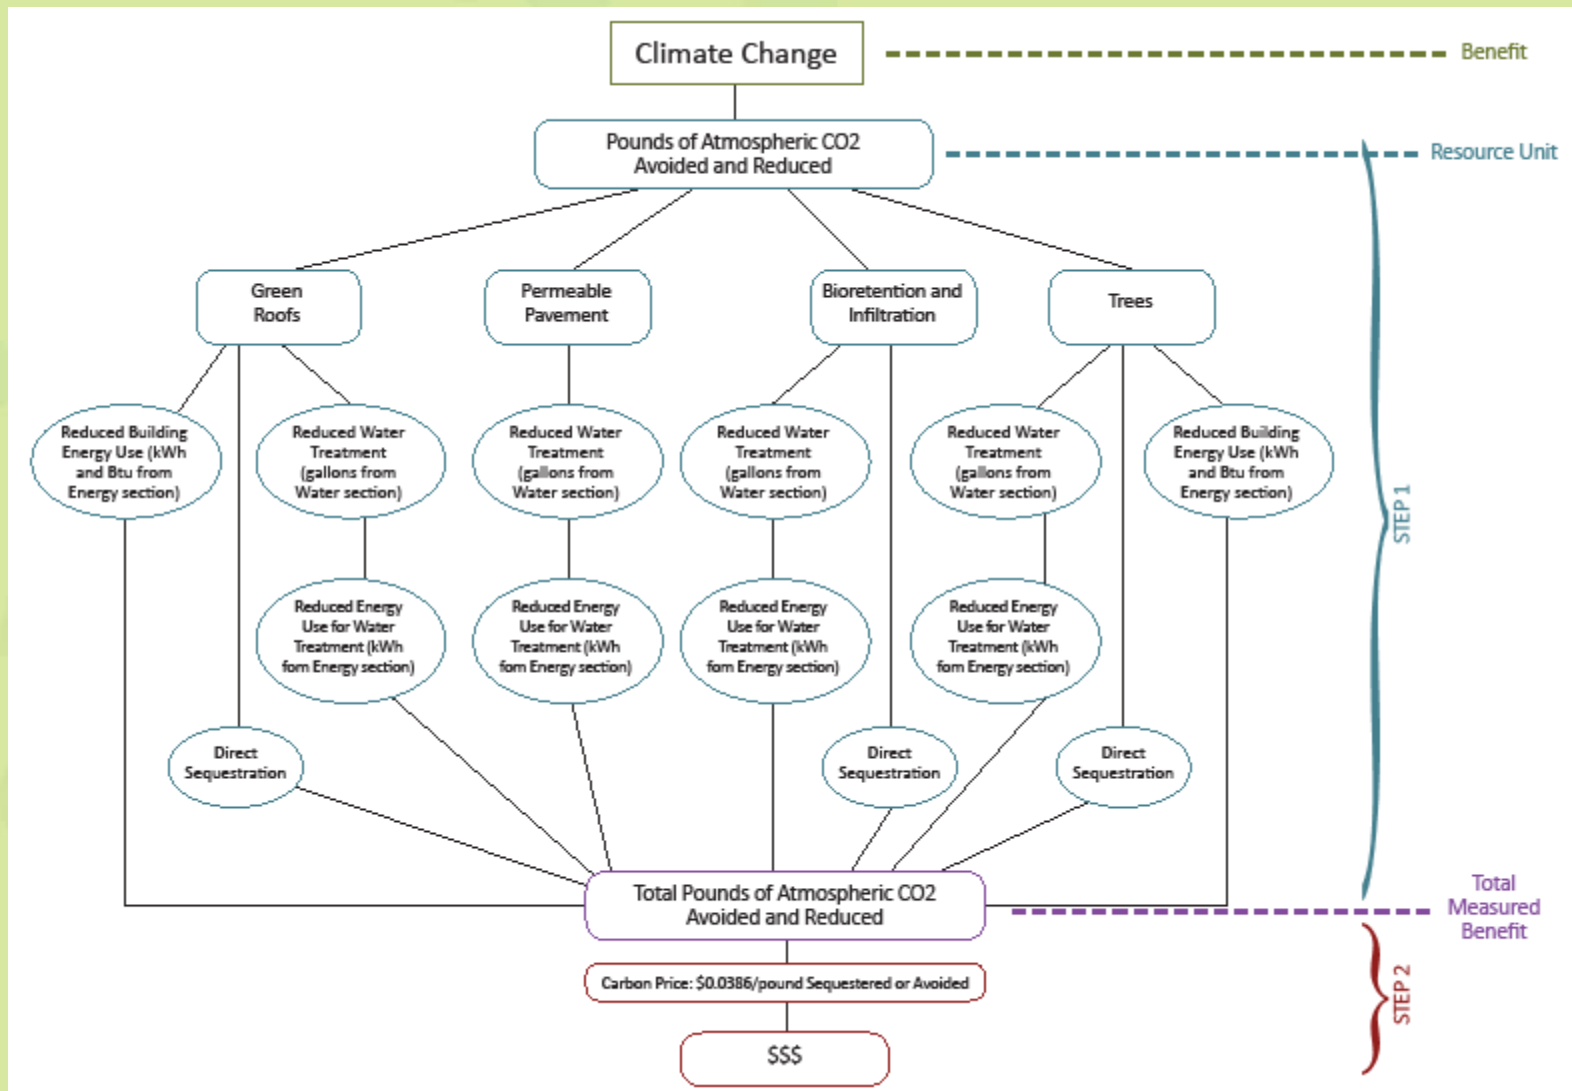 Climate Change
Benefit
Pounds of Atmospheric CO2
Avoided and Reduced
Resource Unit
Green
Roofs
Permeable
Pavement
Bioretention and
Infiltration
Trees
Reduced Building
Energy Use (kWh
and Btu from
Energy section)
Reduced Water
Treatment
(gallons from
Water section)
Reduced Water
Treatment
(gallons from
Water section)
Reduced Water
Treatment
(gallons from
Water section)
Reduced Water
Treatment
(gallons from
Water section)
Reduced Building
Energy Use (kWh
and Btu from
Energy section)
STEP 1
Reduced Energy
Use for Water
Treatment (kWh
fom Energy section)
Reduced Energy
Use for Water
Treatment (kWh
fom Energy section)
Reduced Energy
Use for Water
Treatment (kWh
fom Energy section)
Reduced Energy
Use for Water
Treatment (kWh
fom Energy section)
Direct
Sequestration
Direct
Sequestration
Direct
Sequestration
Total Pounds of Atmospheric CO2
Avoided and Reduced
Total
Measured
Benefit
Carbon Price: $0.0386/pound Sequestered or Avoided
STEP 2
$$$